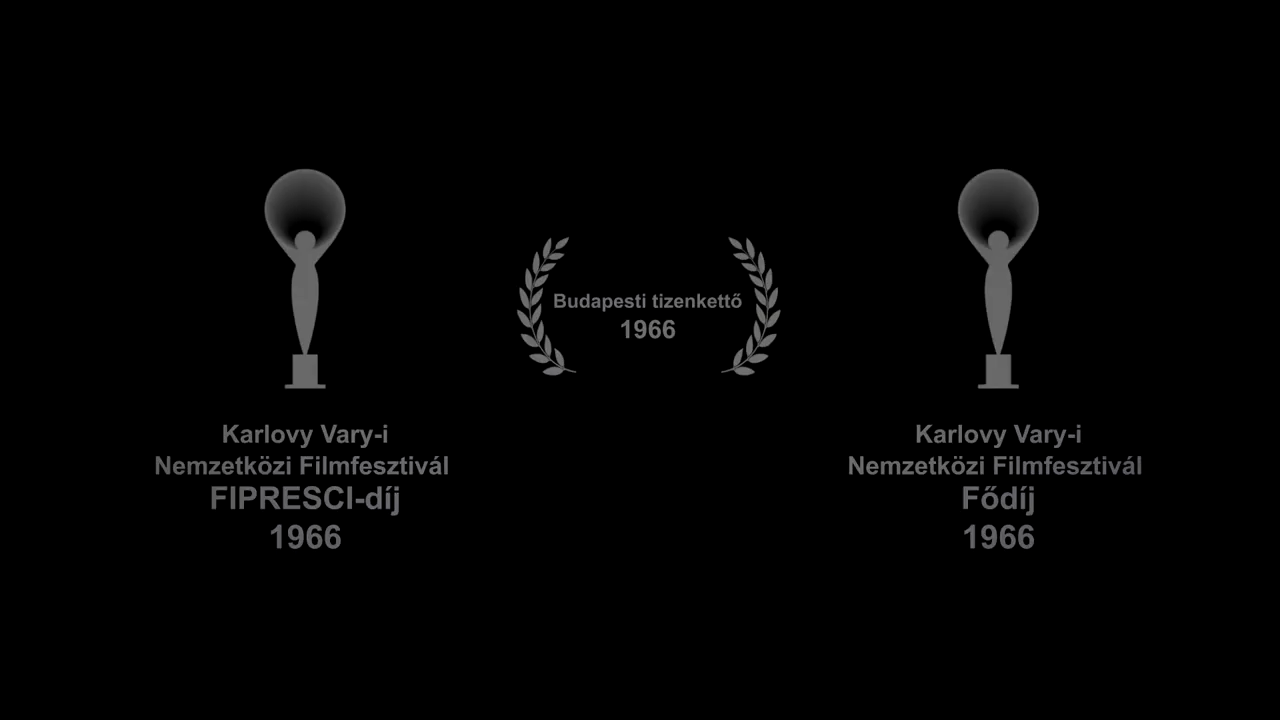 Budapesti tizenkettő
1966
Karlovy Vary-i
Nemzetközi Filmfesztivál
FIPRESCI-díj
1966
Karlovy Vary-i
Nemzetközi Filmfesztivál
Fődíj
1966